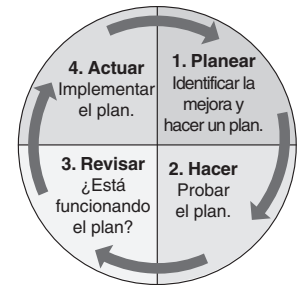 1. Planear
Identificar la
mejora y
hacer un plan.
2. Hacer
Probar
el plan.
3. Revisar
¿Está
funcionando
el plan?
4. Actuar
Implementar
el plan.